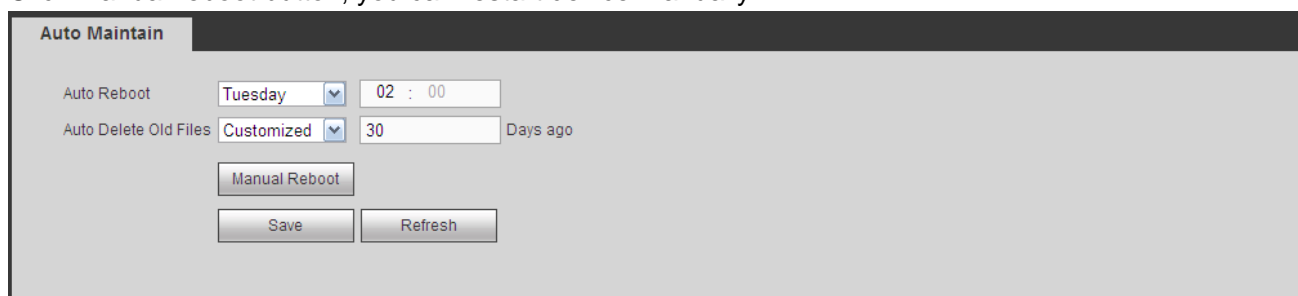 Auto Maintain
Auto Reboot Tuesday 02 : 00
Auto Delete Old Files Customized 30 Days ago
Manual Reboot
Save Refresh